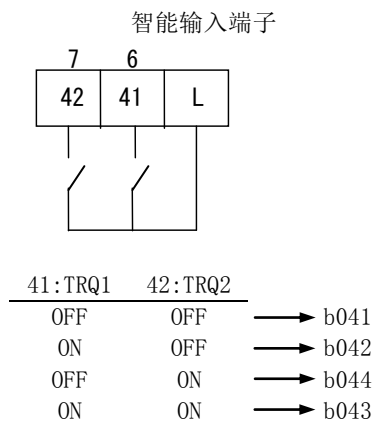 智能输入端子
7 6
42 41 L
41:TRQ1 42:TRQ2
OFF OFF b041
ON OFF b042
OFF ON b044
ON ON b043